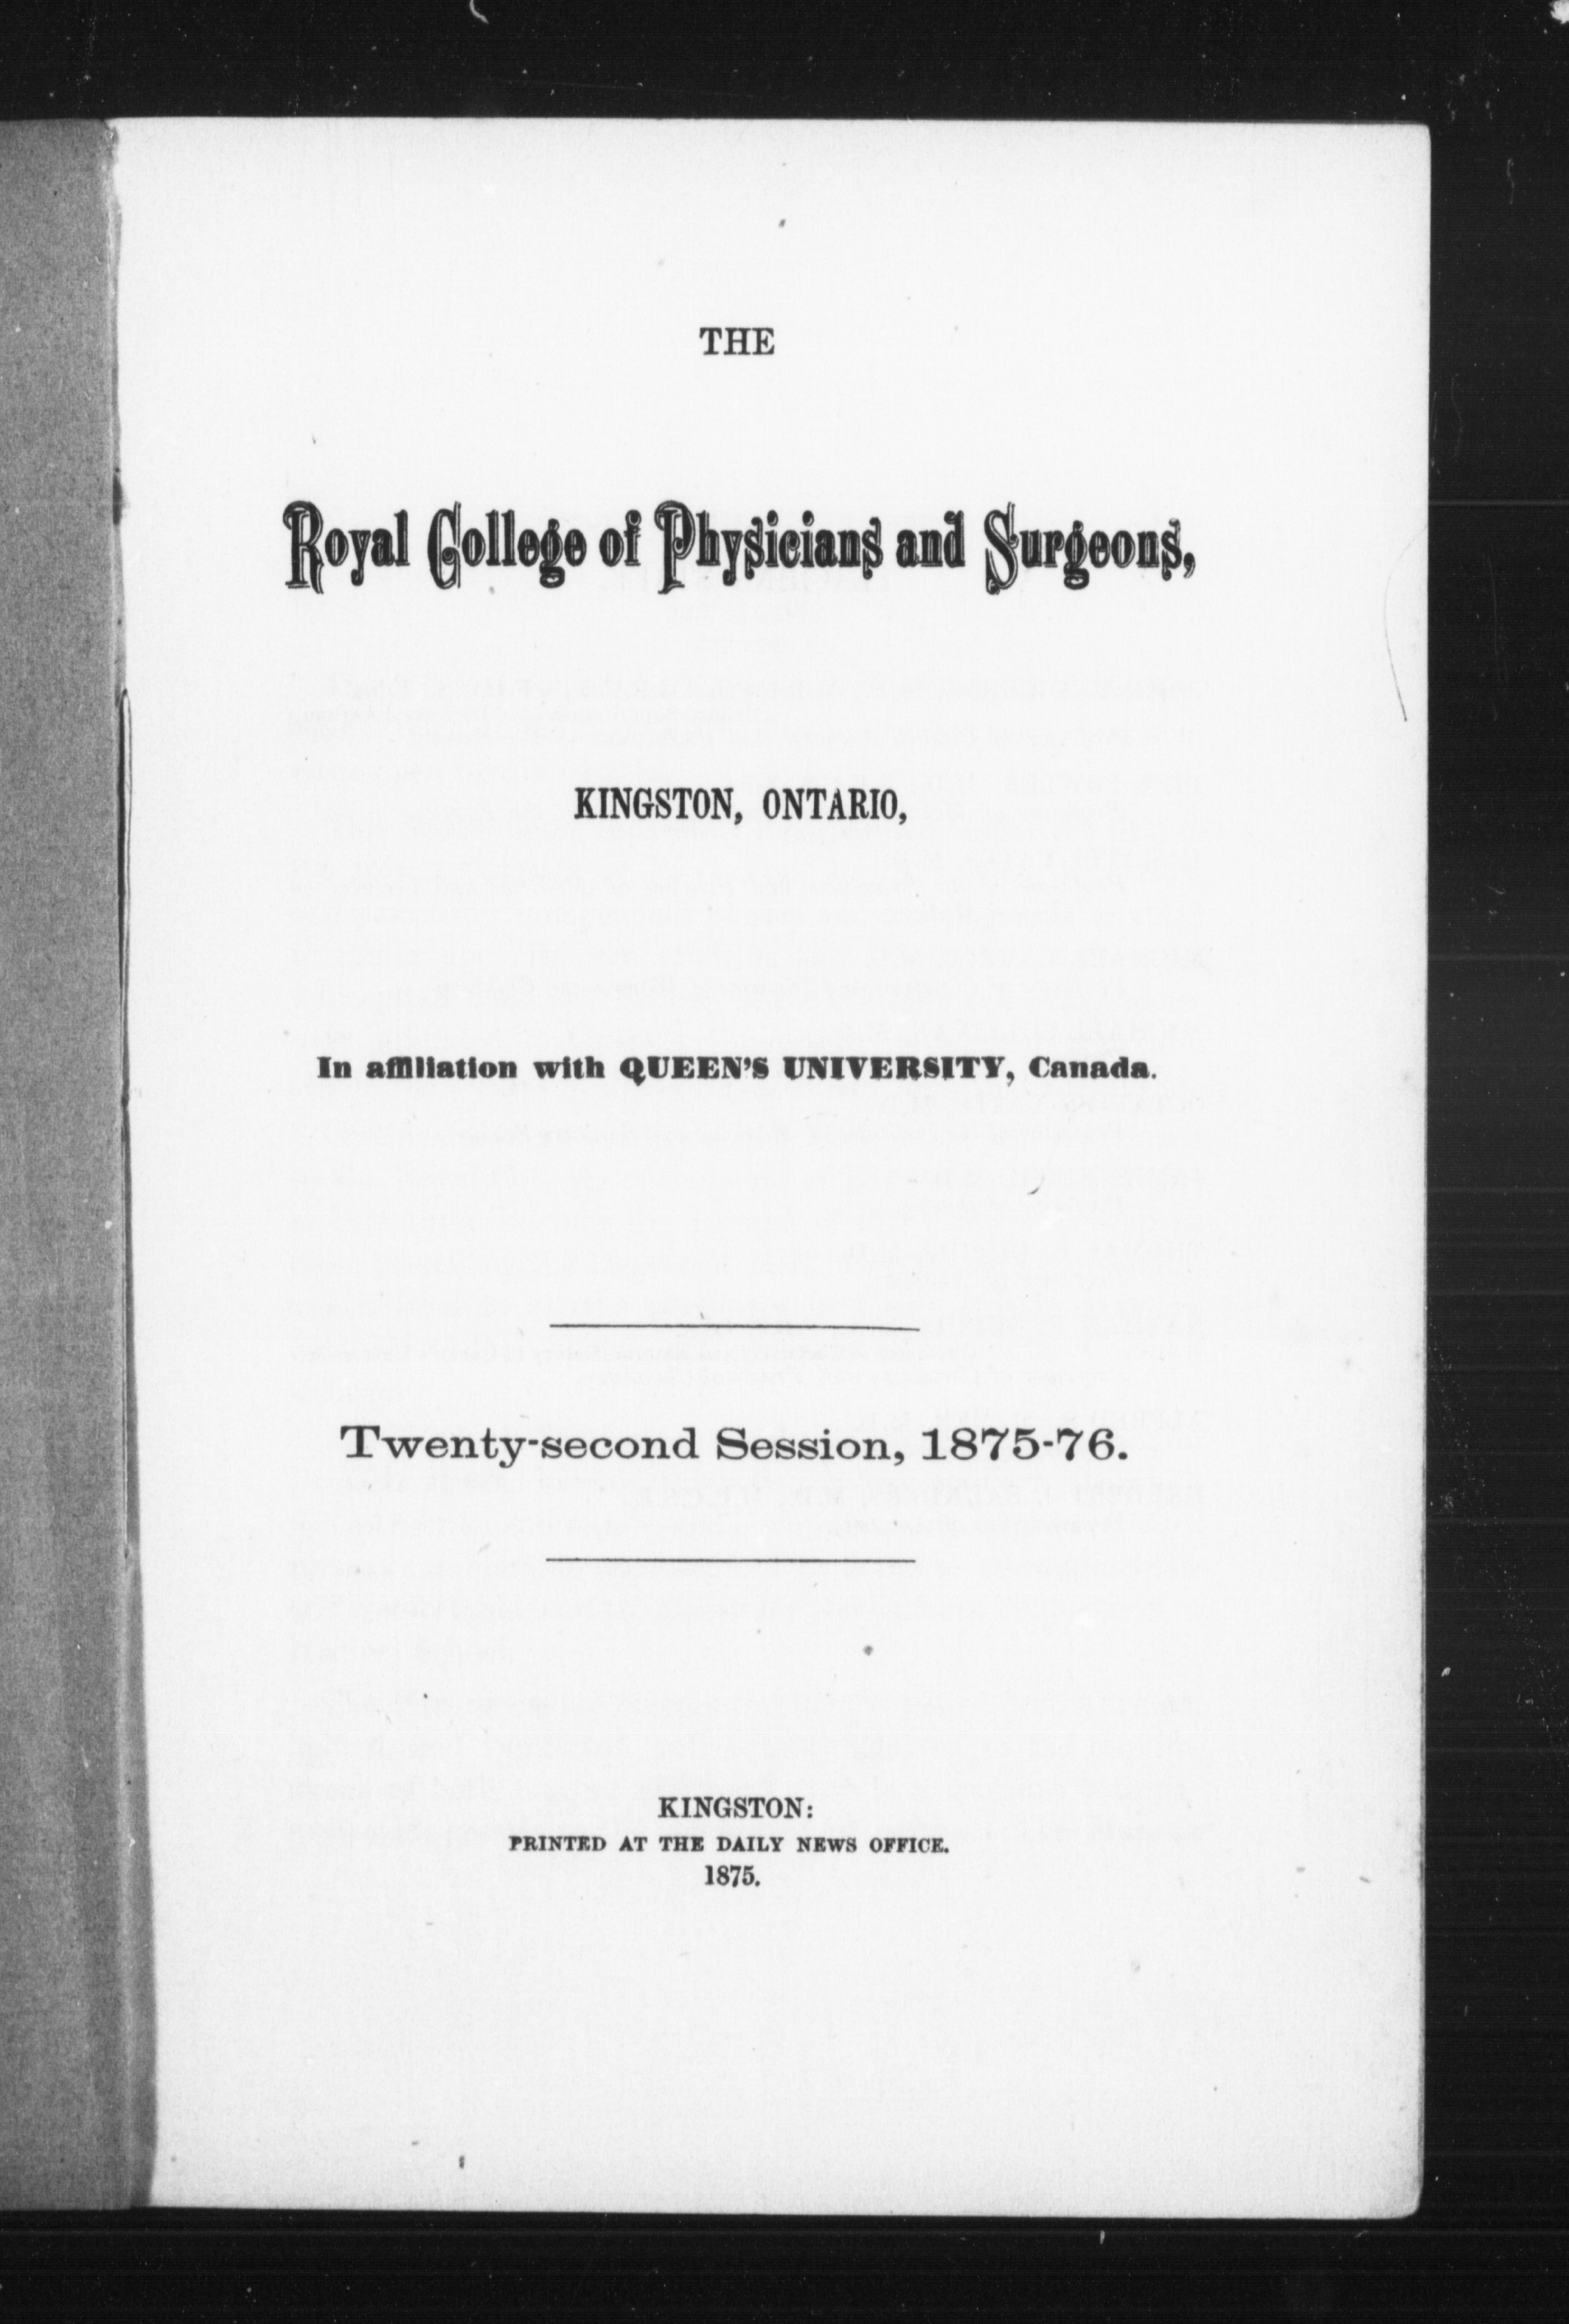 THE
Royal College of Physicians and Surgeons,
KINGSTON, ONTARIO,
In affiliation with QUEEN'S UNIVERSITY, Canada.
Twenty-second Session, 1875-76.
KINGSTON:
PRINTED AT THE DAILY NEWS OFFICE.
1875.